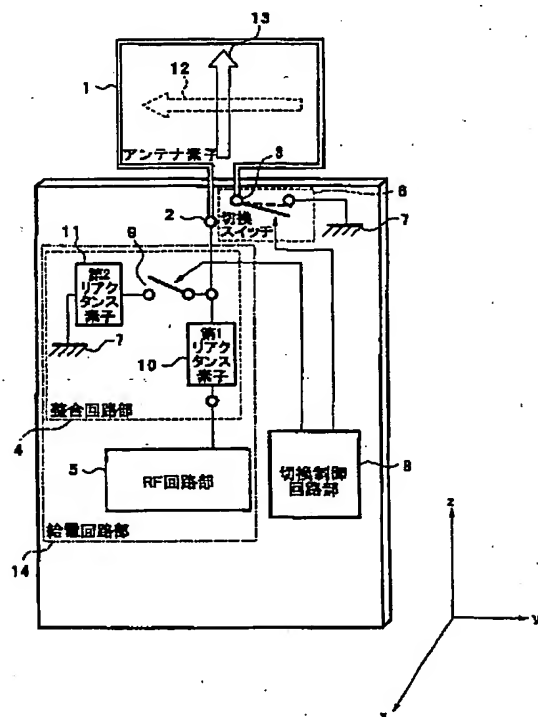 13
1
12
アンテナ素子
3
6
2
切換
スイッチ
7
11
9
第2
リアク
タンス
素子
7
第1
リアク
タンス
素子
10
整合回路部
4
5
RF回路部
切換制御
回路部
8
給電回路部
14
z
y
x